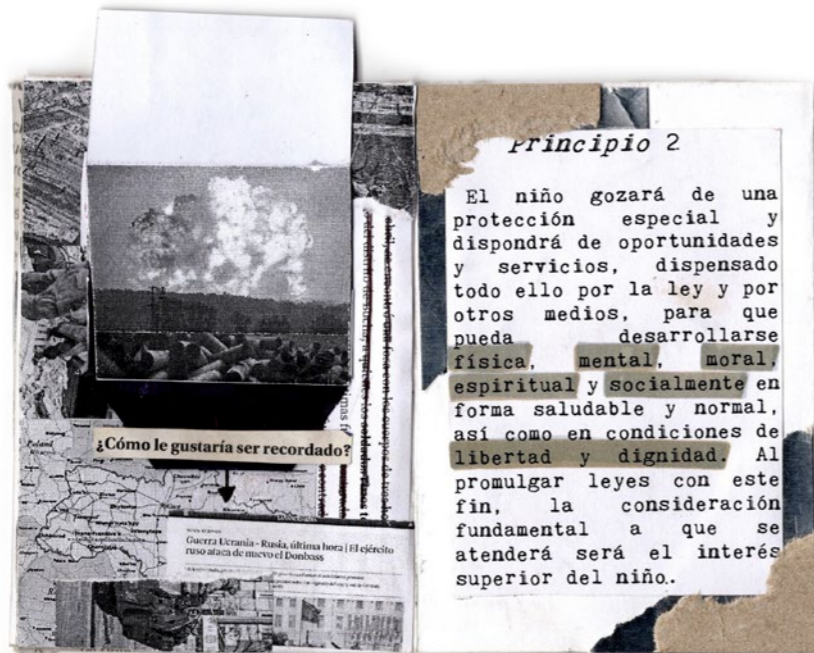 ¿Cómo le gustaría ser recordado?
Poland
Guerra Ucrania - Rusia, última hora | El ejército
ruso ataca de nuevo el Donbass
Principio 2
El niño gozará de una
protección especial y
dispondrá de oportunidades
y servicios, dispensado
todo ello por la ley y por
otros medios, para que
pueda desarrollarse
física, mental, moral,
espiritual y socialmente en
forma saludable y normal,
así como en condiciones de
libertad y dignidad. Al
promulgar leyes con este
fin, la consideración
fundamental a que se
atenderá será el interés
superior del niño..